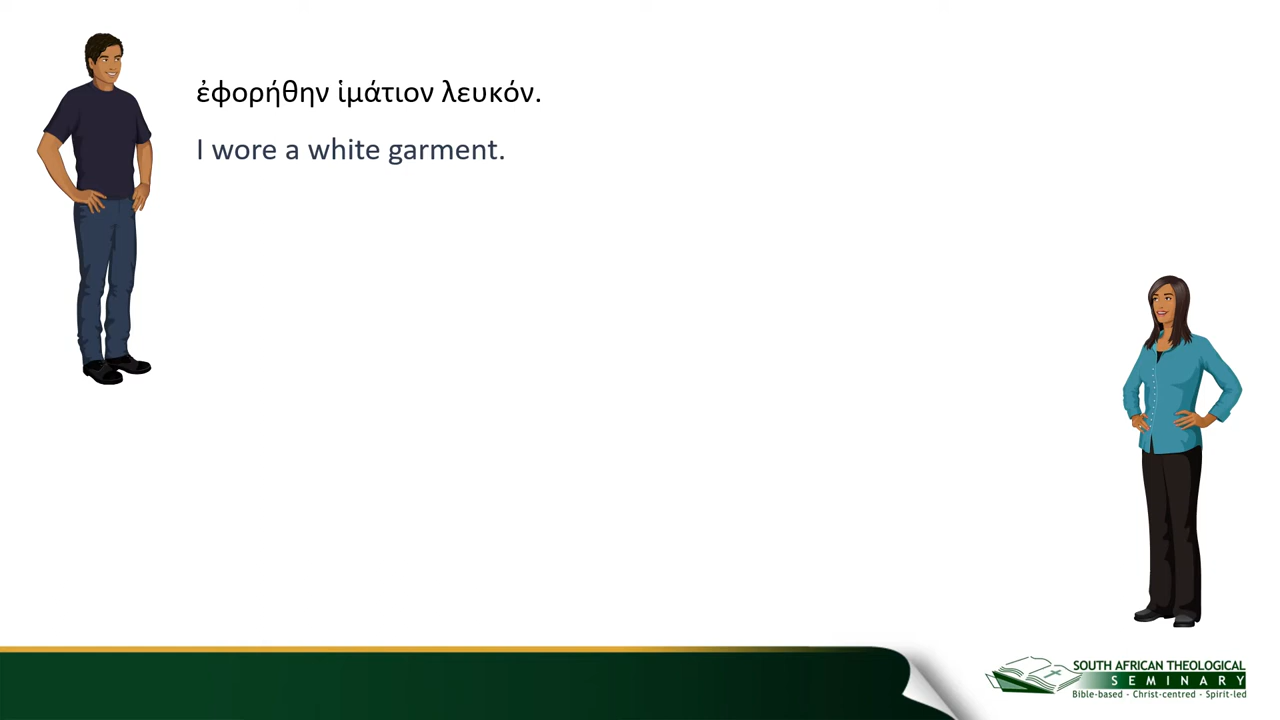 ἐφορήθην ἱμάτιον λευκόν.
I wore a white garment.
SOUTH AFRICAN THEOLOGICAL
SEMINARY
Bible-based - Christ-centred - Spirit-led